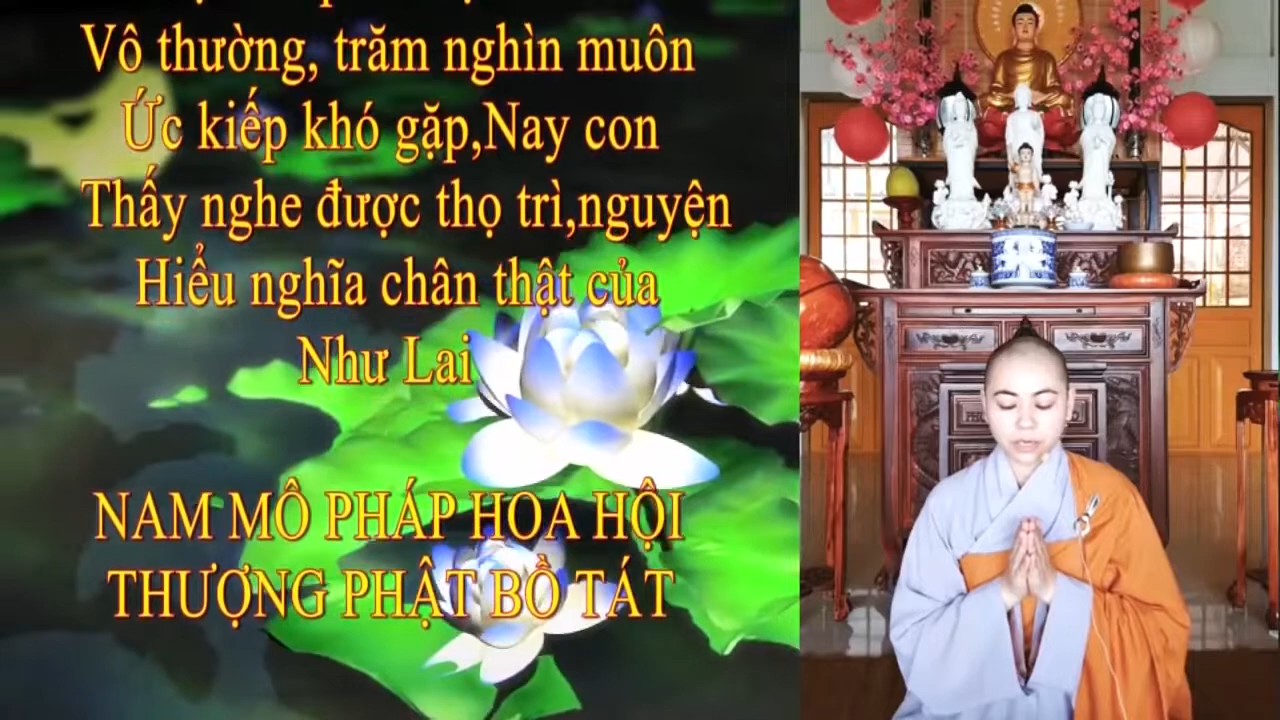 Vô thường, trăm nghìn muôn
Ức kiếp khó gặp,Nay con
Thấy nghe được thọ trì,nguyện
Hiểu nghĩa chân thật của
Như Lai
NAM MÔ PHÁP HOA HỘI
THƯỢNG PHẬT BỒ TÁT